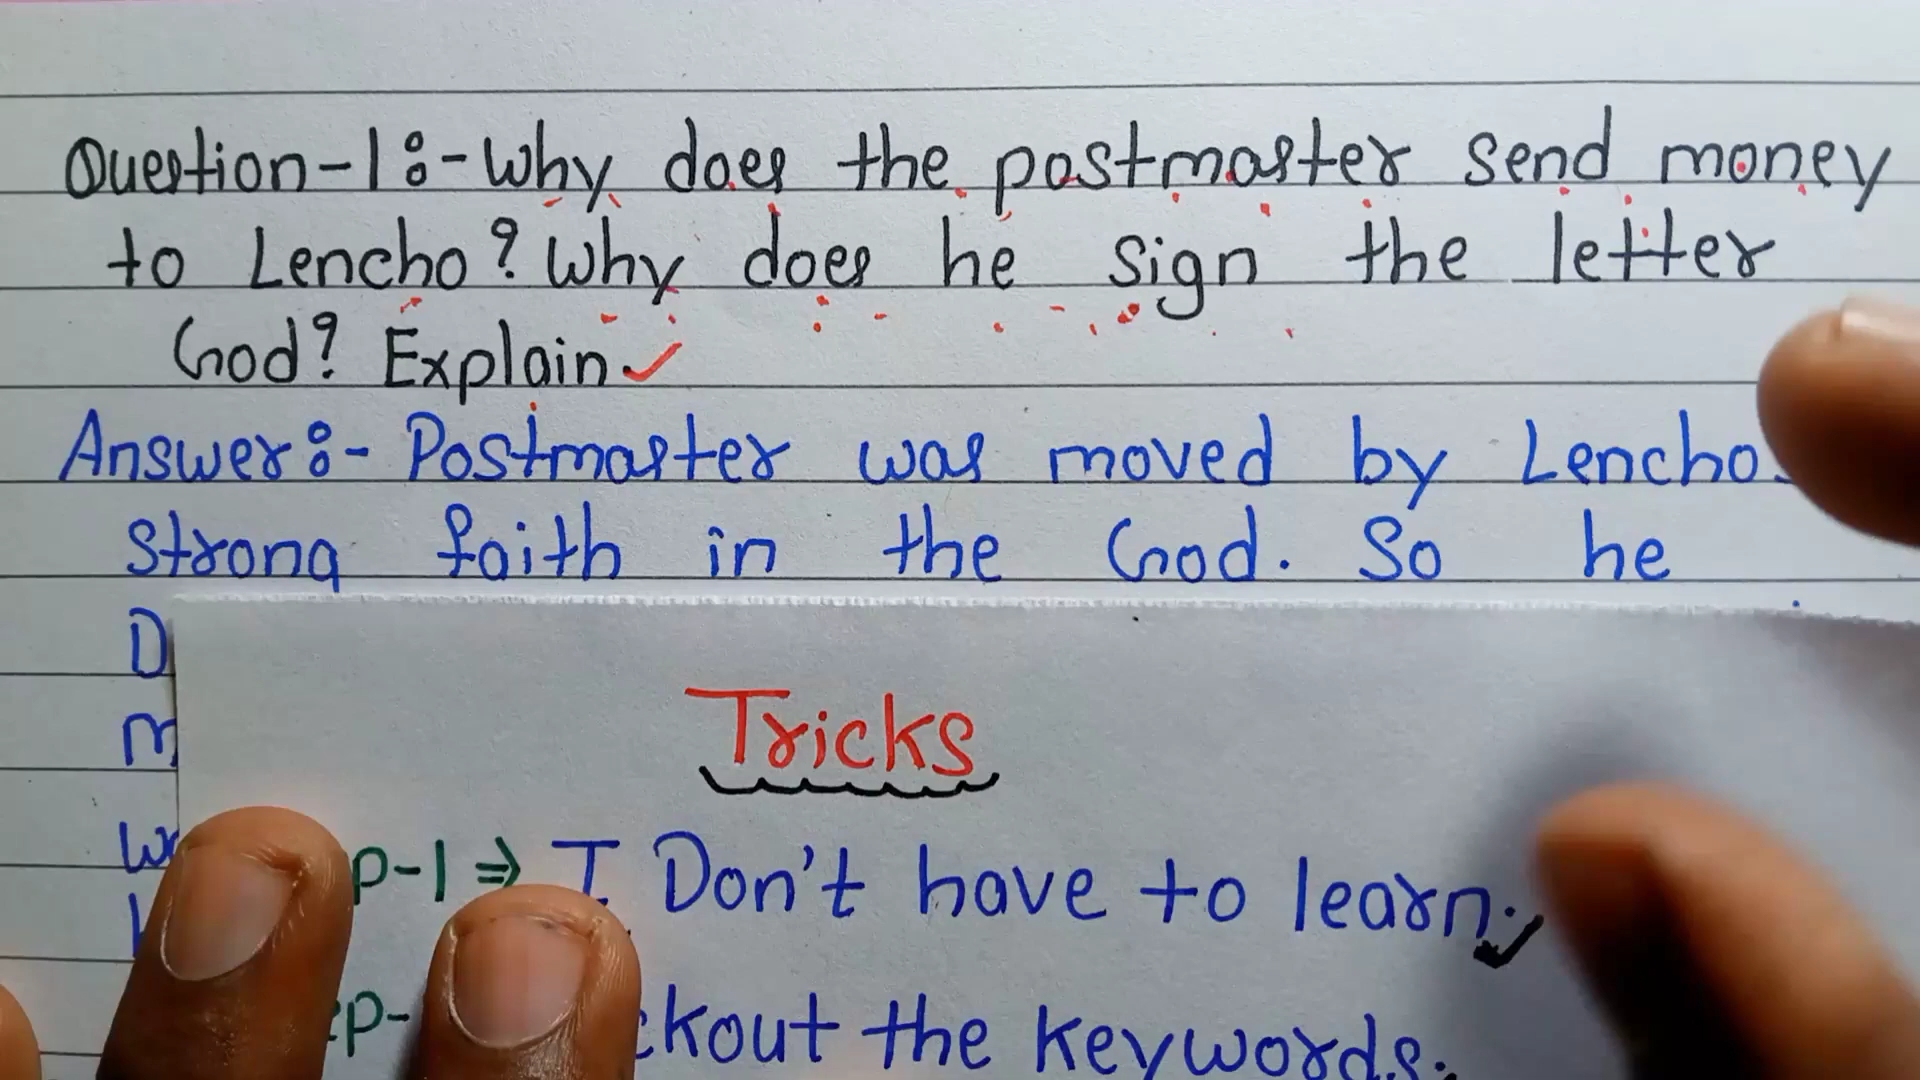 Question-1:- Why does the postmaster send money
to Lencho? Why does he sign the letter
God? Explain
Answer:- Postmaster was moved by Lencho
strong faith in the God. So he
Tricks
p-1 ⇒ I Don't have to learn.
the keywords.